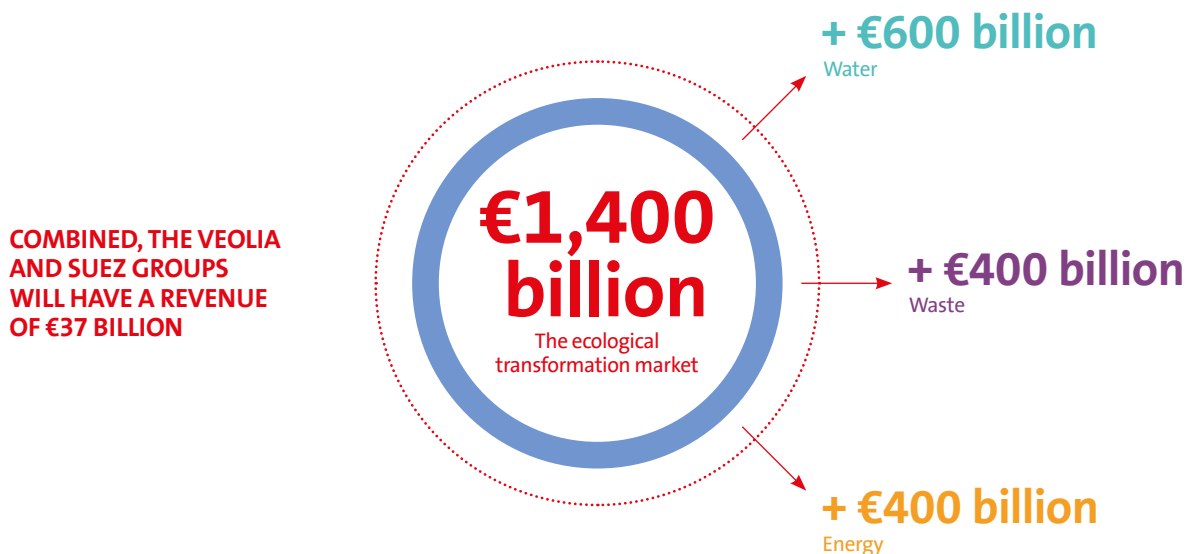 COMBINED, THE VEOLIA
AND SUEZ GROUPS
WILL HAVE A REVENUE
OF €37 BILLION
€1,400
billion
The ecological
transformation market
+ €600 billion
Water
+ €400 billion
Waste
+ €400 billion
Energy